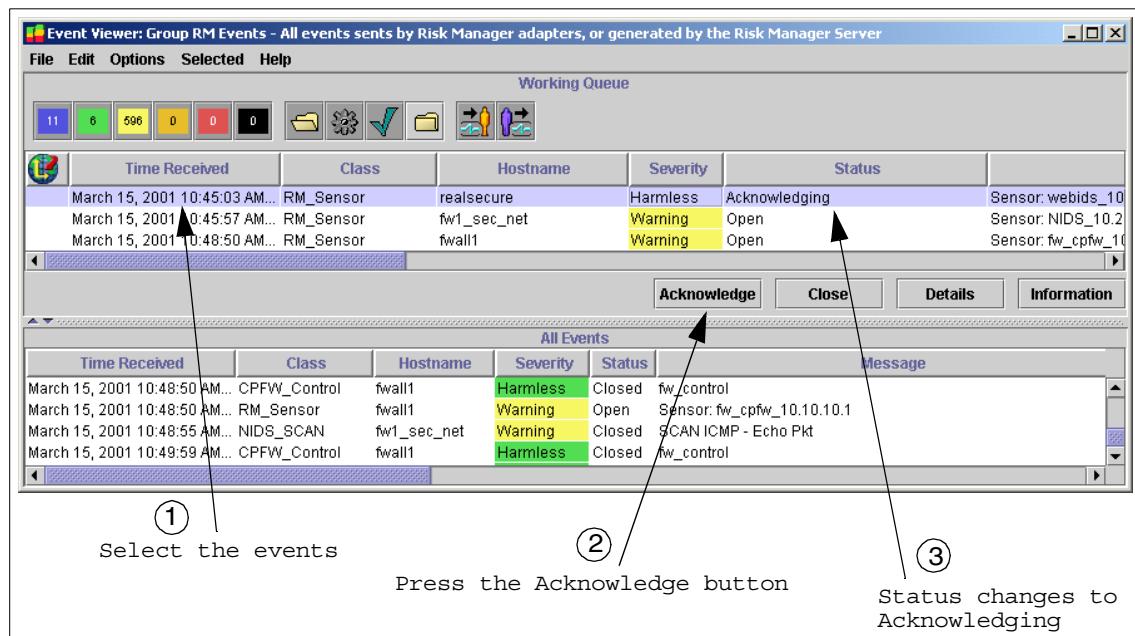 Event Viewer: Group RM Events - All events sents by Risk Manager adapters, or generated by the Risk Manager Server
File Edit Options Selected Help
Working Queue
11 6 596 0 0 0
Time Received Class Hostname Severity Status
March 15, 2001 10:45:03 AM... RM_Sensor realsecure Harmless Acknowledging Sensor: webids_10
March 15, 2001 10:45:57 AM... RM_Sensor fw1_sec_net Warning Open Sensor: NIDS_10.2
March 15, 2001 10:48:50 AM... RM_Sensor fwall1 Warning Open Sensor: fw_cpfw_10
Acknowledge Close Details Information
All Events
Time Received Class Hostname Severity Status Message
March 15, 2001 10:48:50 AM... CPFW_Control fwall1 Harmless Closed fw_control
March 15, 2001 10:48:50 AM... RM_Sensor fwall1 Warning Open Sensor: fw_cpfw_10.10.10.1
March 15, 2001 10:48:55 AM... NIDS_SCAN fw1_sec_net Warning Closed SCAN ICMP - Echo Pkt
March 15, 2001 10:49:59 AM... CPFW_Control fwall1 Harmless Closed fw_control
1
Select the events
2
Press the Acknowledge button
3
Status changes to
Acknowledging